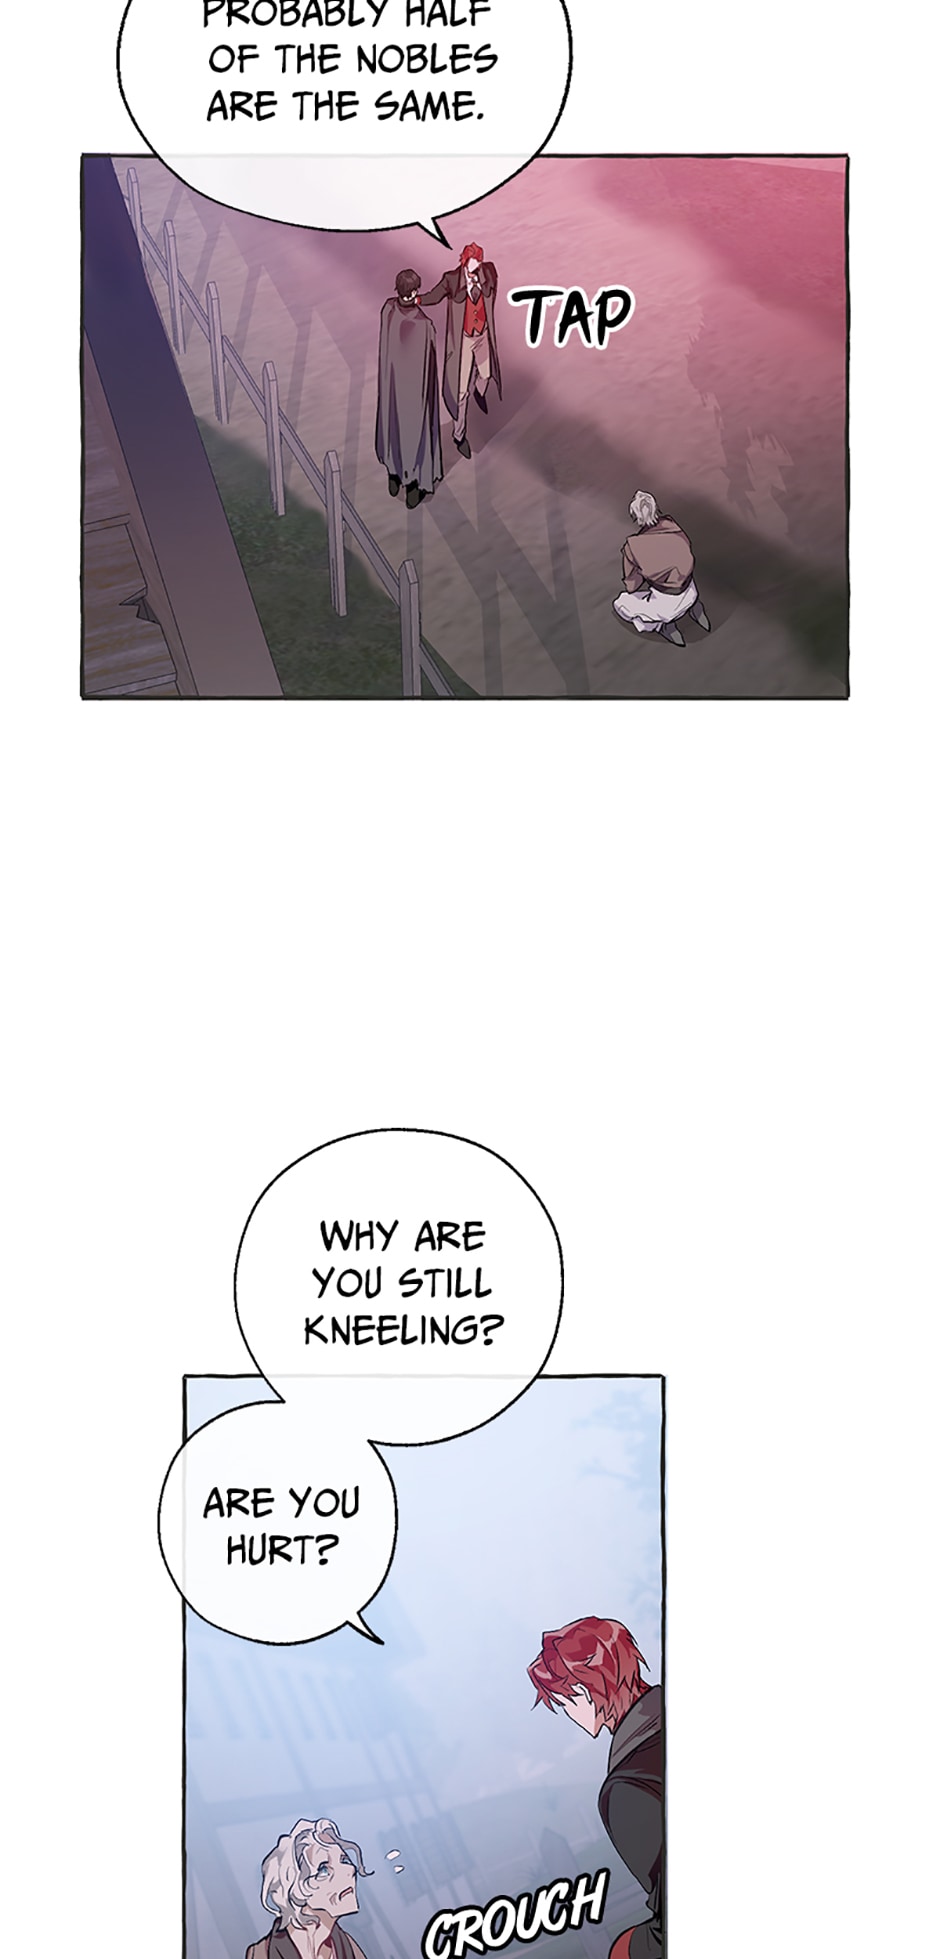 PROBABLY HALF
OF THE NOBLES
ARE THE SAME.
TAP
WHY ARE
YOU STILL
KNEELING?
ARE YOU
HURT?
CROUCH